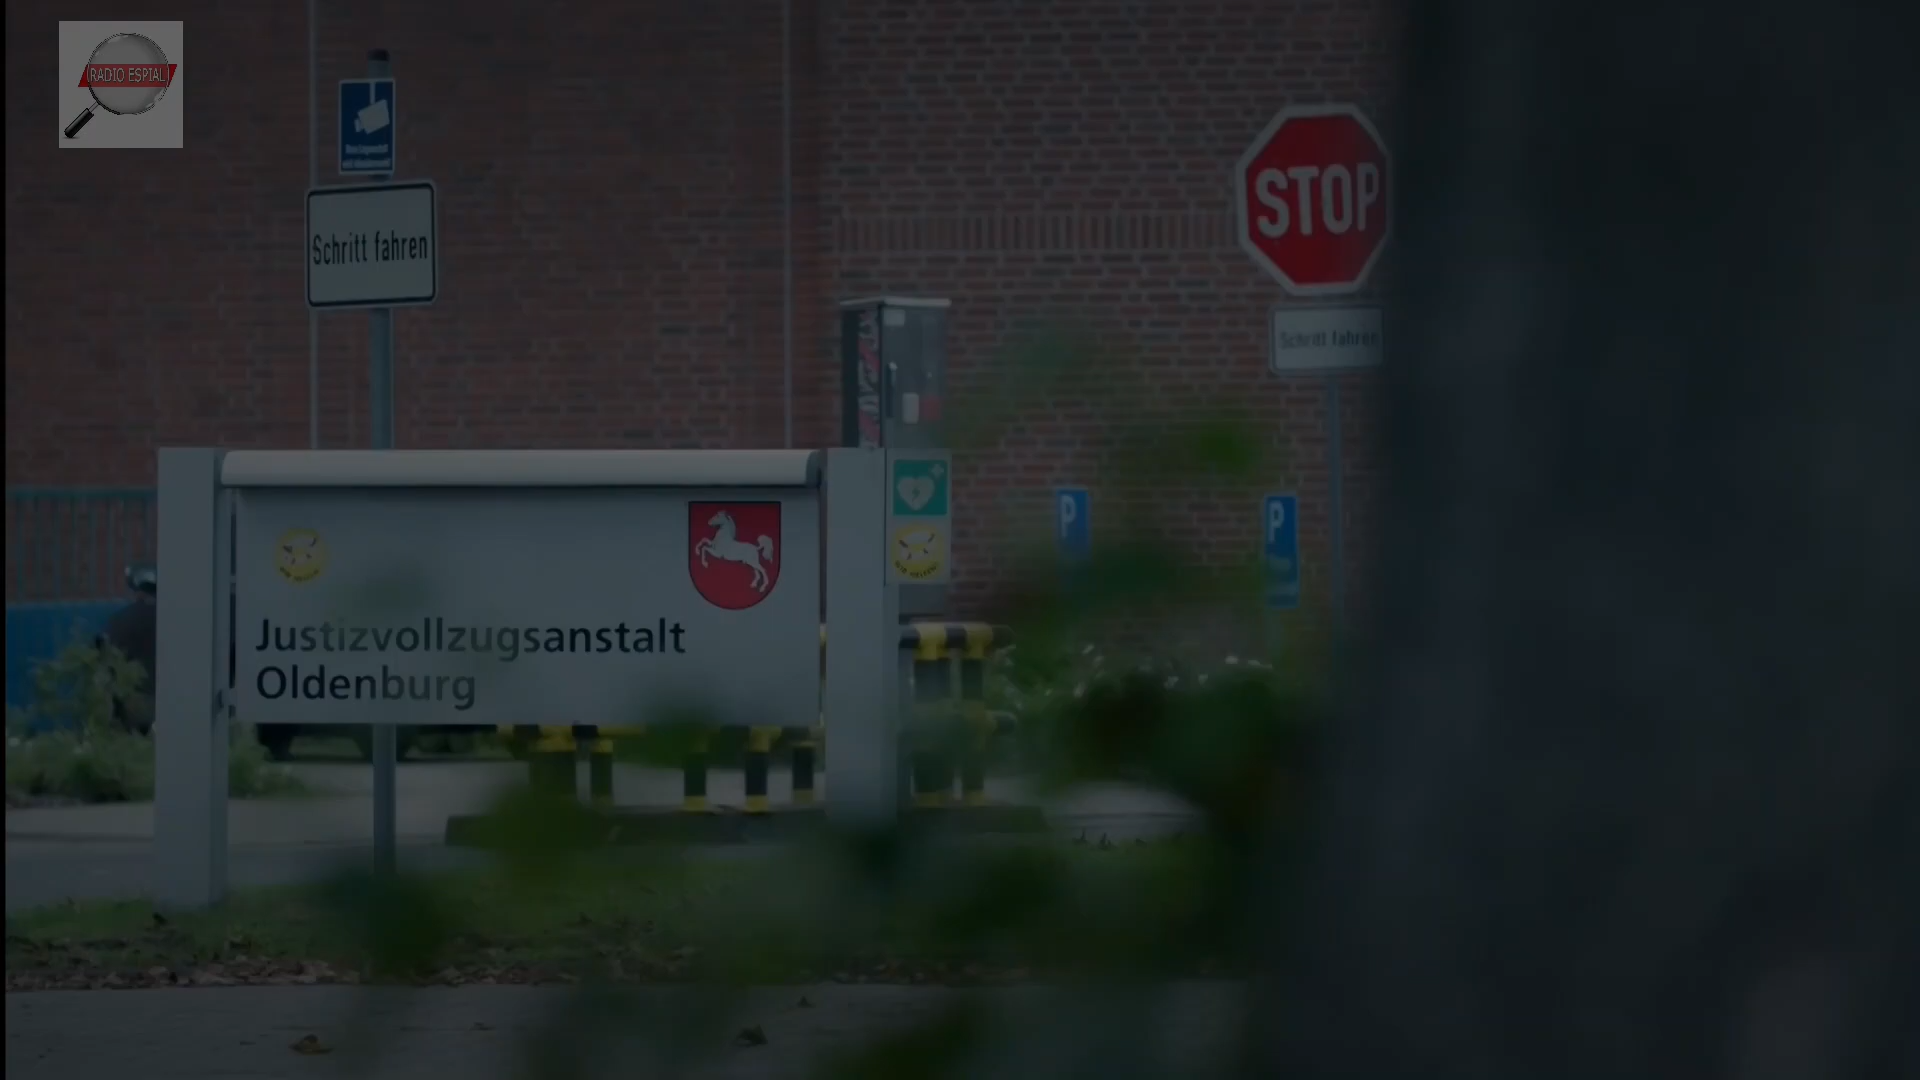 RADIO ESPIAL
Schritt fahren
STOP
Schritt fahren
P
P
Justizvollzugsanstalt
Oldenburg